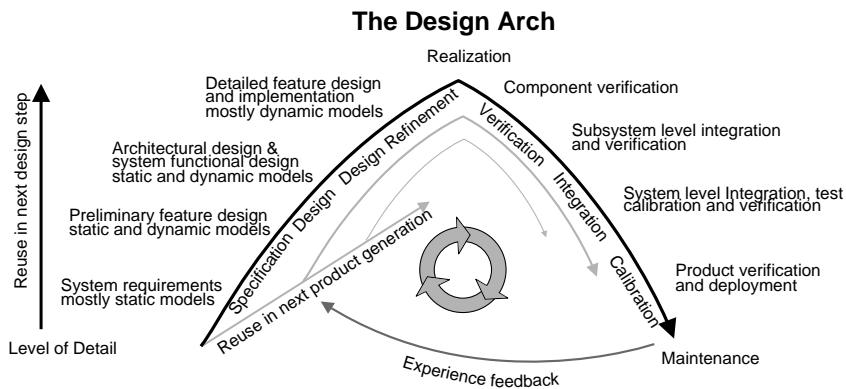 The Design Arch
Realization
Detailed feature design
and implementation
mostly dynamic models
Component verification
Architectural design &
system functional design
static and dynamic models
Subsystem level integration
and verification
Preliminary feature design
static and dynamic models
System level Integration, test
calibration and verification
System requirements
mostly static models
Product verification
and deployment
Reuse in next design step
Level of Detail
Specification
Design
Design Refinement
Verification
Integration
Calibration
Reuse in next product generation
Experience feedback
Maintenance